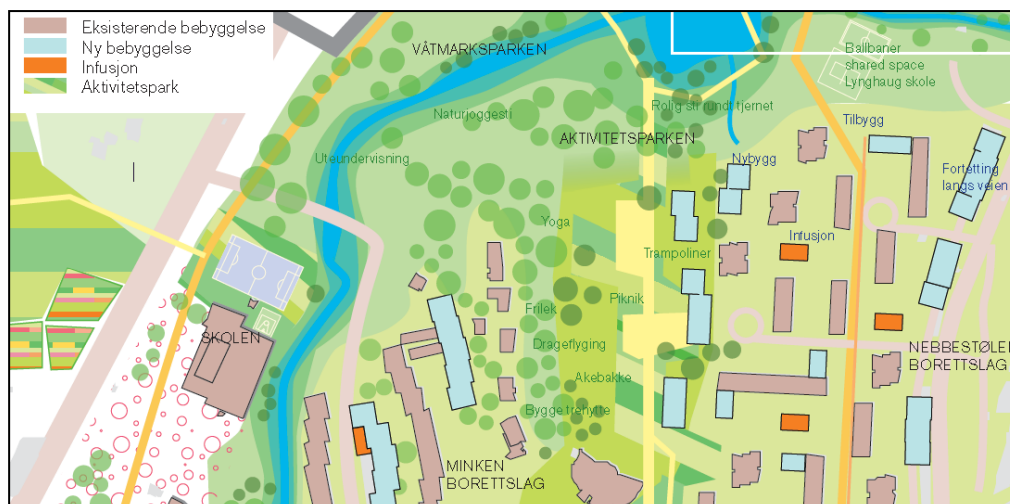 Eksisterende bebyggelse
Ny bebyggelse
Infusjon
Aktivitetspark
VÅTMARKSPARKEN
Ballbaner
shared space
Lynghaug skole
Naturjoggesti
Rolig sti rundt tjernet
Tilbygg
AKTIVITETSPARKEN
Uteundervisning
Nybygg
Fortetting
langs veien
Yoga
Infusjon
Trampoliner
Piknik
Frilek
SKOLEN
Drageflyging
NEBBESTØLEN
BORETTSLAG
Akebakke
Bygge trehytte
MINKEN
BORETTSLAG